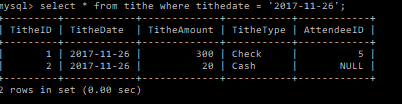 mysql> select * from tithe where tithedate = '2017-11-26';
+---------+------------+-------------+-----------+------------+
| TitheID | TitheDate | TitheAmount | TitheType | AttendeeID |
+---------+------------+-------------+-----------+------------+
| 1 | 2017-11-26 | 300 | Check | 5 |
| 2 | 2017-11-26 | 20 | Cash | NULL |
+---------+------------+-------------+-----------+------------+
2 rows in set (0.00 sec)